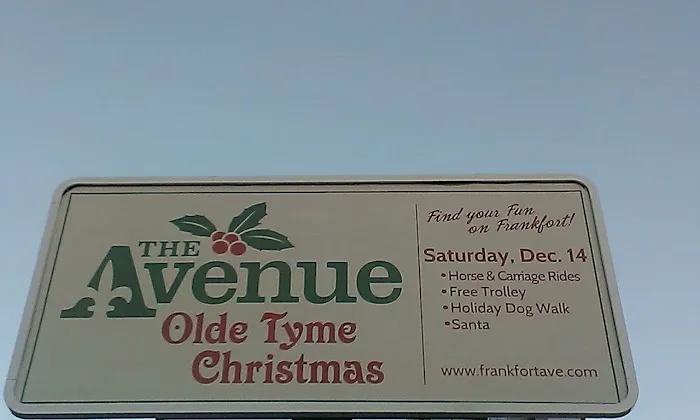 THE
Avenue
Olde Tyme
Christmas
Find your Fun
on Frankfort!
Saturday, Dec. 14
• Horse & Carriage Rides
• Free Trolley
• Holiday Dog Walk
• Santa
www.frankfortave.com